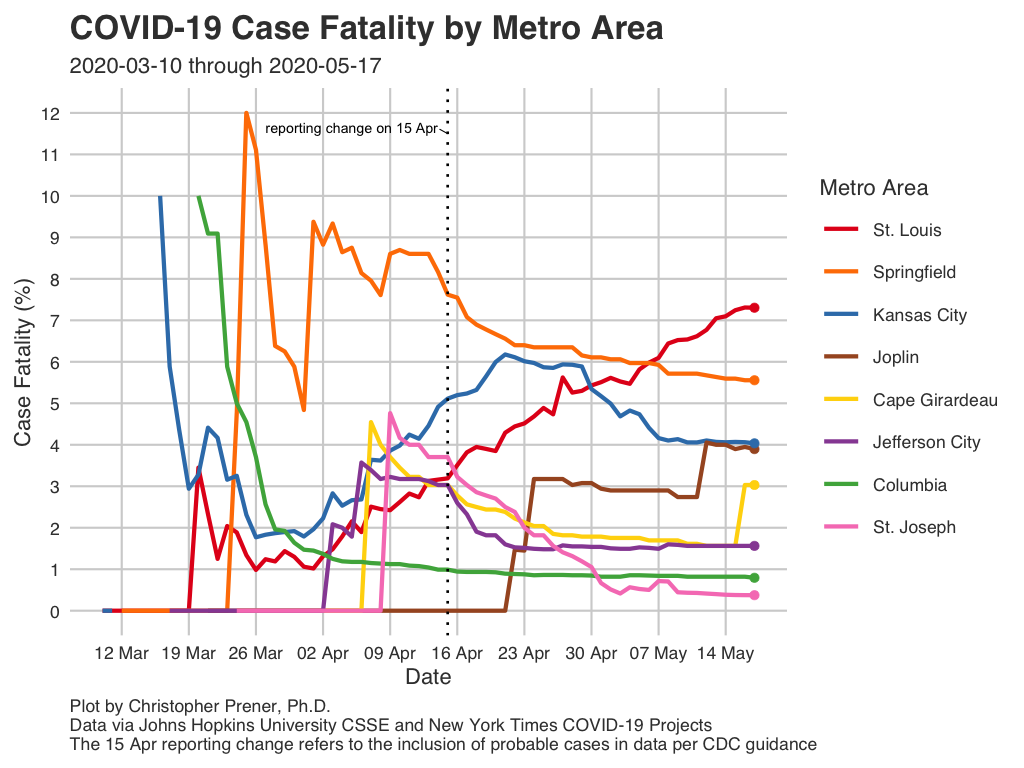 COVID-19 Case Fatality by Metro Area
2020-03-10 through 2020-05-17
reporting change on 15 Apr
Case Fatality (%)
12
11
10
9
8
7
6
5
4
3
2
1
0
12 Mar 19 Mar 26 Mar 02 Apr 09 Apr 16 Apr 23 Apr 30 Apr 07 May 14 May
Date
Metro Area
St. Louis
Springfield
Kansas City
Joplin
Cape Girardeau
Jefferson City
Columbia
St. Joseph
Plot by Christopher Prener, Ph.D.
Data via Johns Hopkins University CSSE and New York Times COVID-19 Projects
The 15 Apr reporting change refers to the inclusion of probable cases in data per CDC guidance